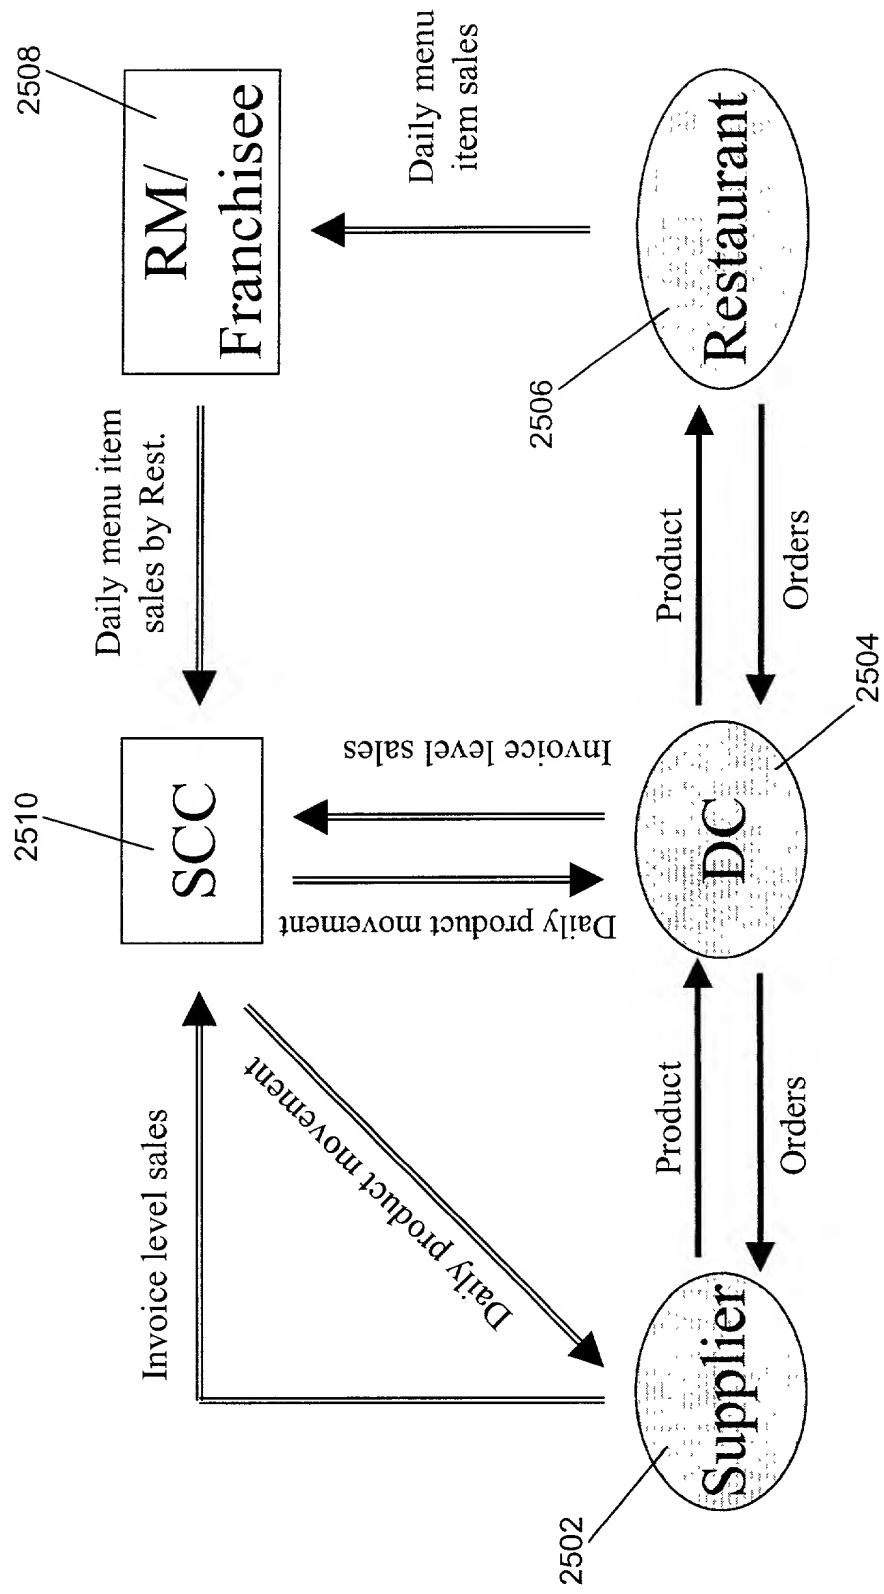 2510
SCC
Daily menu item
sales by Rest.
2508
RM/
Franchisee
Invoice level sales
Daily product movement
Daily product movement
Invoice level sales
Daily menu
item sales
2502
Supplier
Product
Orders
DC
2504
Product
Orders
2506
Restaurant